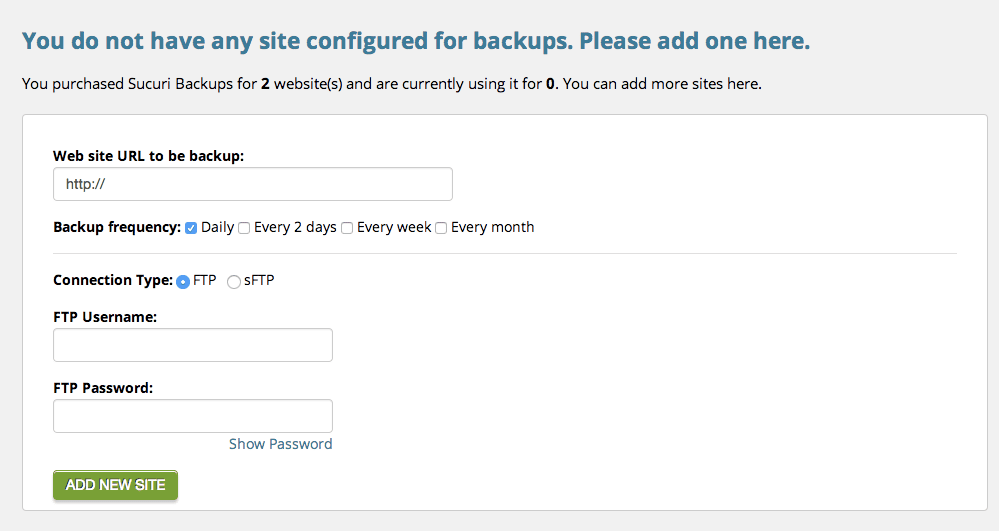 You do not have any site configured for backups. Please add one here.
You purchased Sucuri Backups for 2 website(s) and are currently using it for 0. You can add more sites here.
Web site URL to be backup:
http://
Backup frequency: Daily Every 2 days Every week Every month
Connection Type: FTP sFTP
FTP Username:
FTP Password:
Show Password
ADD NEW SITE